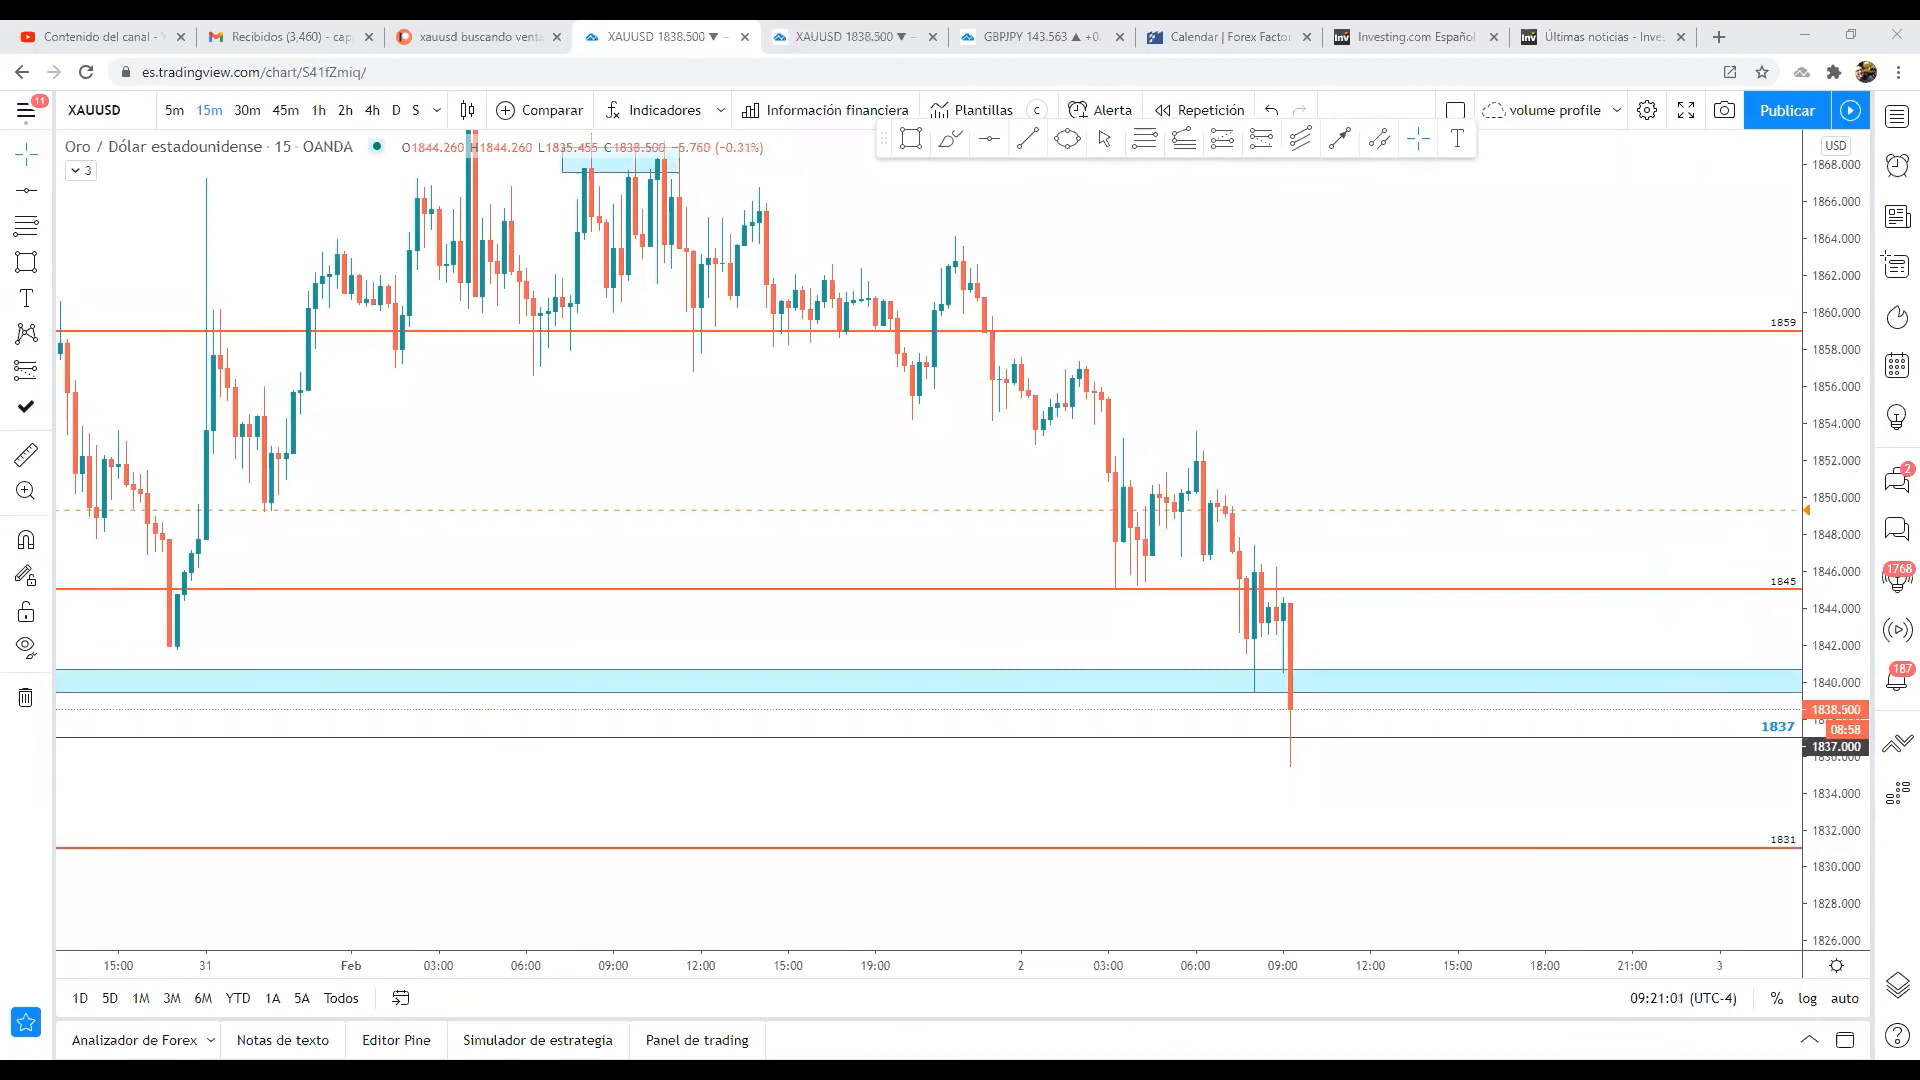 Contenido del canal -
Recibidos (3,460) - cap
xauusd buscando venta
XAUUSD 1838.500 ▼ -
XAUUSD 1838.500 ▼ -
GBPJPY 143.563 ▲ +0.
Calendar | Forex Factor
Investing.com Español
Últimas noticias - Inves
es.tradingview.com/chart/S41fZmiq/
11
XAUUSD
5m 15m 30m 45m 1h 2h 4h D S
Comparar
Indicadores
Información financiera
Plantillas
C
Alerta
Repetición
volume profile
Publicar
Oro / Dólar estadounidense · 15 · OANDA
O1844.260 H1844.260 L1835.455 C1838.500 −5.760 (−0.31%)
3
USD
1868.000
1866.000
1864.000
1862.000
1860.000
1859
1858.000
1856.000
1854.000
1852.000
1850.000
1848.000
1846.000
1845
1844.000
1842.000
1840.000
1838.500
1837
08:58
1837.000
1836.000
1834.000
1832.000
1831
1830.000
1828.000
1826.000
2
1768
187
15:00 31 Feb 03:00 06:00 09:00 12:00 15:00 19:00 2 03:00 06:00 09:00 12:00 15:00 18:00 21:00 3
1D 5D 1M 3M 6M YTD 1A 5A Todos
09:21:01 (UTC-4)
% log auto
Analizador de Forex
Notas de texto
Editor Pine
Simulador de estrategia
Panel de trading